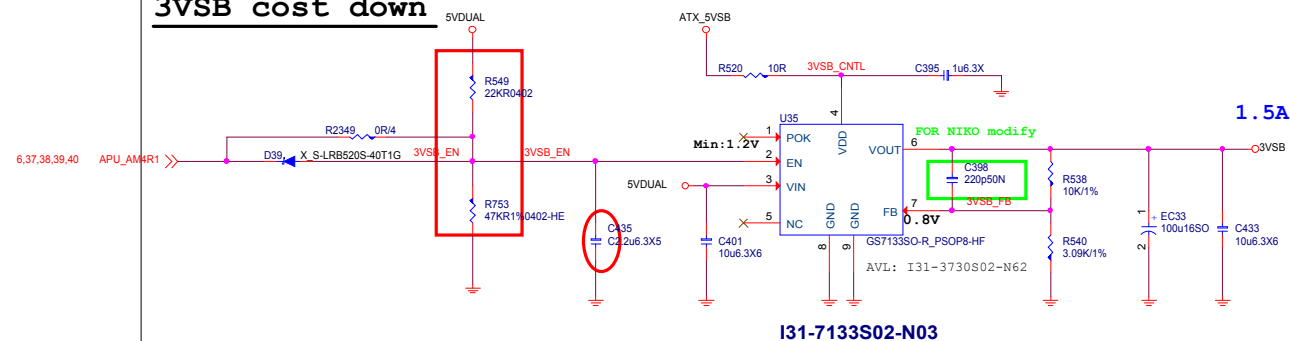 3VSB cost down
5VDUAL
ATX_5VSB
R549
22KR0402
R520 10R
3VSB_CNTL
C395 1u6.3X
1.5A
U35
4
FOR NIKO modify
R2349 0R/4
1 POK
VDD
VOUT 6
3VSB
Min:1.2V
6,37,38,39,40 APU_AM4R1
D39 X_S-LRB520S-40T1G
3VSB_EN
3VSB_EN
2 EN
C398
220p50N
R538
10K/1%
5VDUAL
3 VIN
3VSB_FB
R753
47KR1%0402-HE
5 NC
GND
GND
FB 7
0.8V
1
+ EC33
100u16SO
2
C435
C2.2u6.3X5
C401
10u6.3X6
8
9
GS7133SO-R_PSOP8-HF
R540
3.09K/1%
C433
10u6.3X6
AVL: I31-3730S02-N62
I31-7133S02-N03